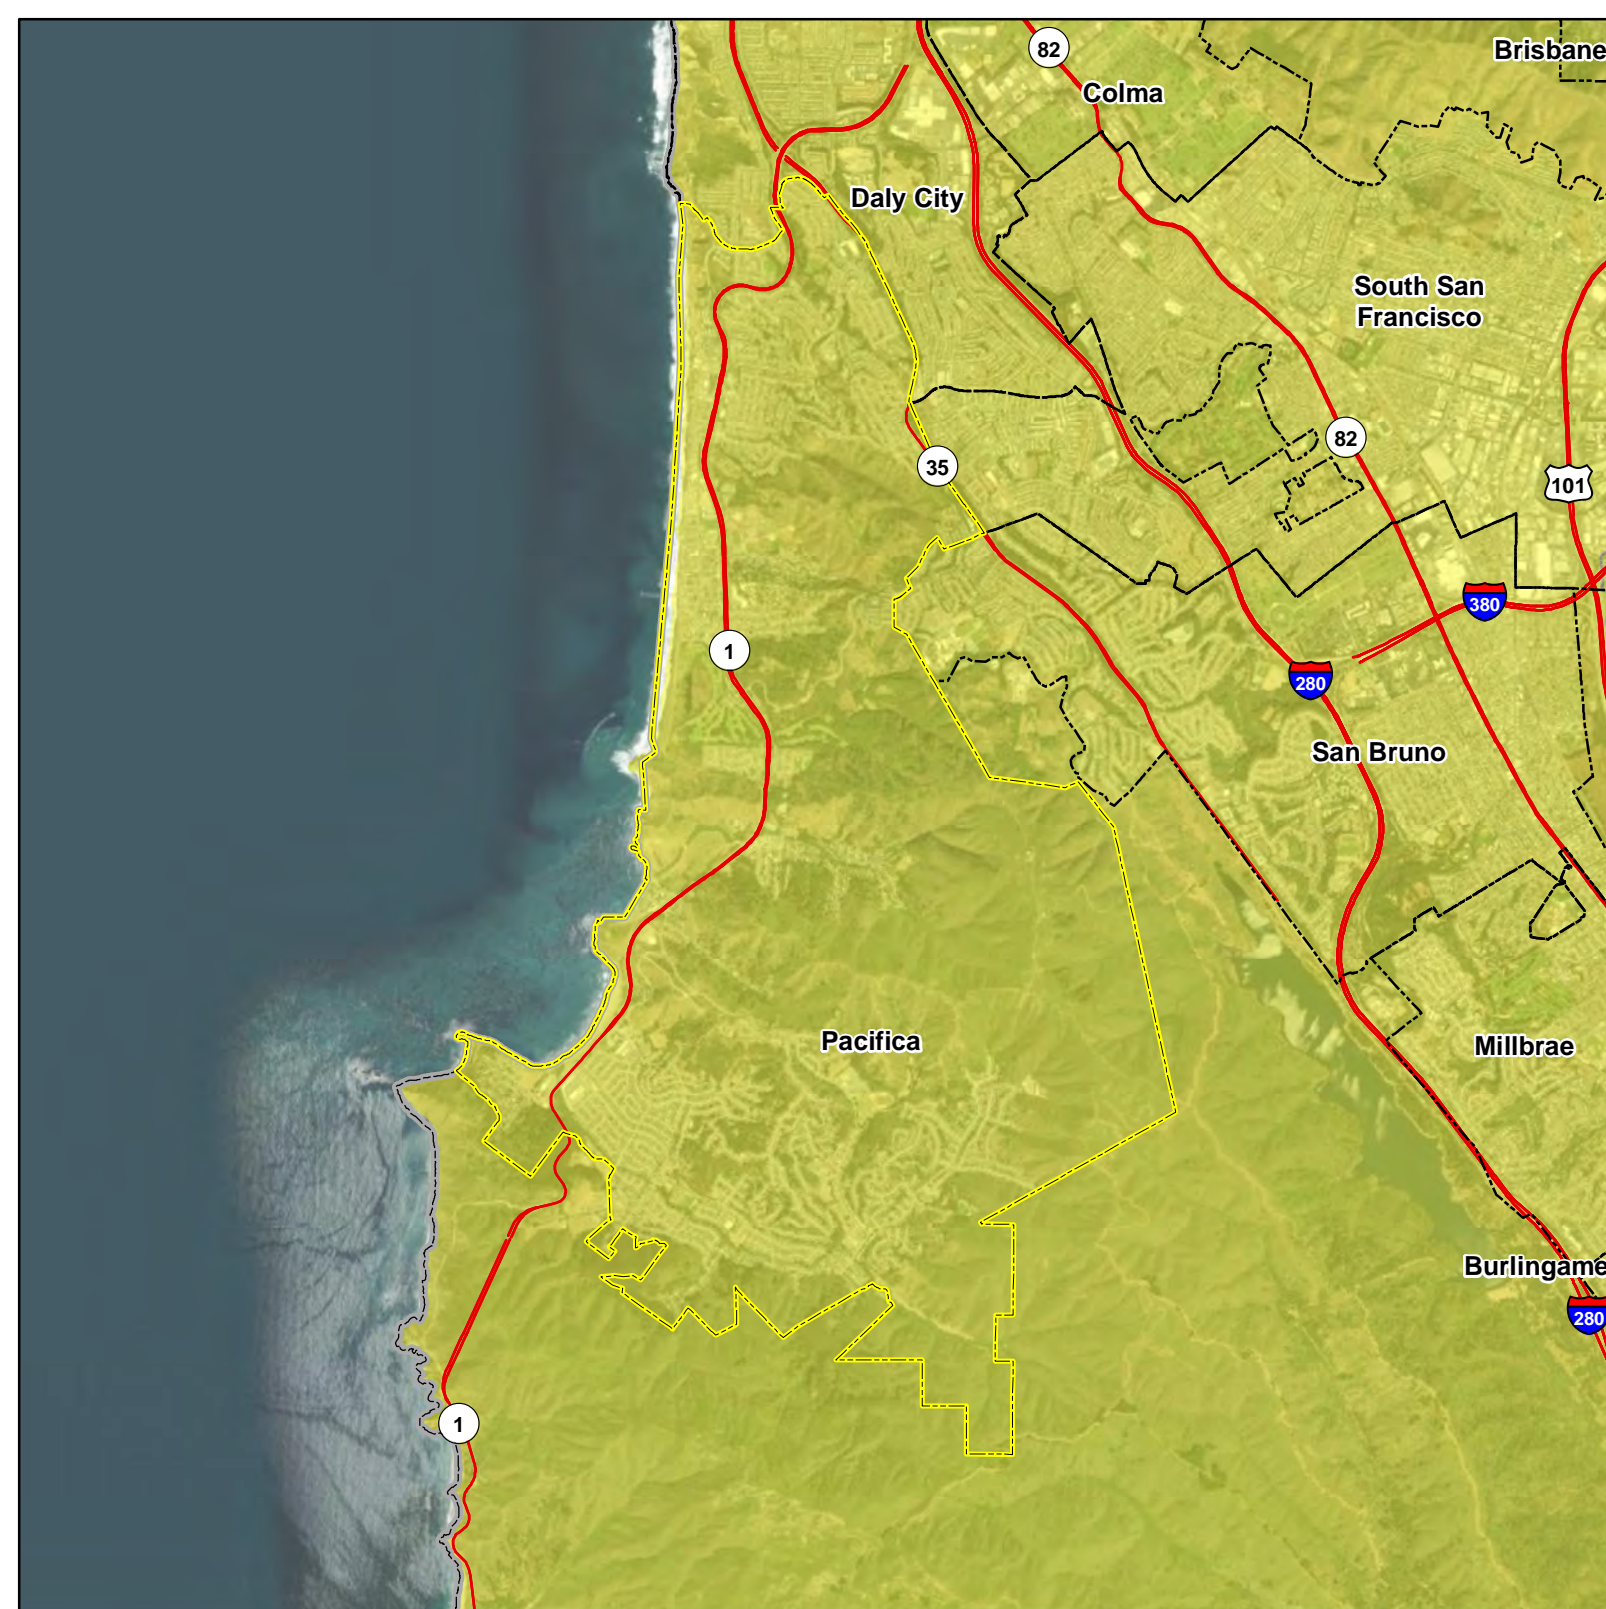 82
Brisbane
Colma
Daly City
South San
Francisco
82
35
101
380
1
280
San Bruno
Pacifica
Millbrae
Burlingame
280
1